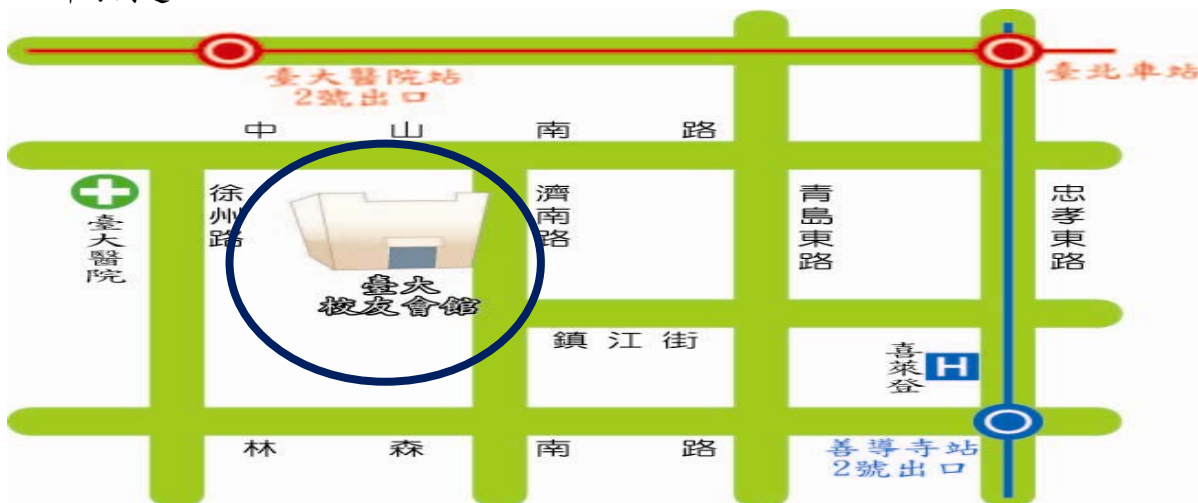 臺大醫院站
2號出口
臺北車站
中山南路
臺大醫院
徐州路
濟南路
青島東路
忠孝東路
臺大
校友會館
鎮江街
喜萊登
H
林森南路
善導寺站
2號出口